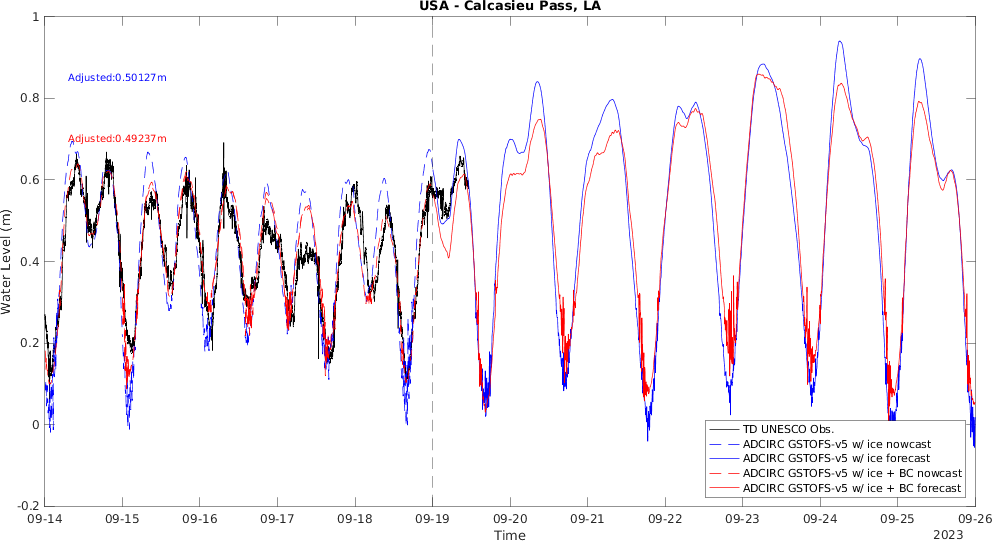 USA - Calcasieu Pass, LA
1
0.8
0.6
0.4
0.2
0
-0.2
Water Level (m)
Adjusted:0.50127m
Adjusted:0.49237m
TD UNESCO Obs.
ADCIRC GSTOFS-v5 w/ ice nowcast
ADCIRC GSTOFS-v5 w/ ice forecast
ADCIRC GSTOFS-v5 w/ ice + BC nowcast
ADCIRC GSTOFS-v5 w/ ice + BC forecast
09-14 09-15 09-16 09-17 09-18 09-19 09-20 09-21 09-22 09-23 09-24 09-25 09-26
Time
2023